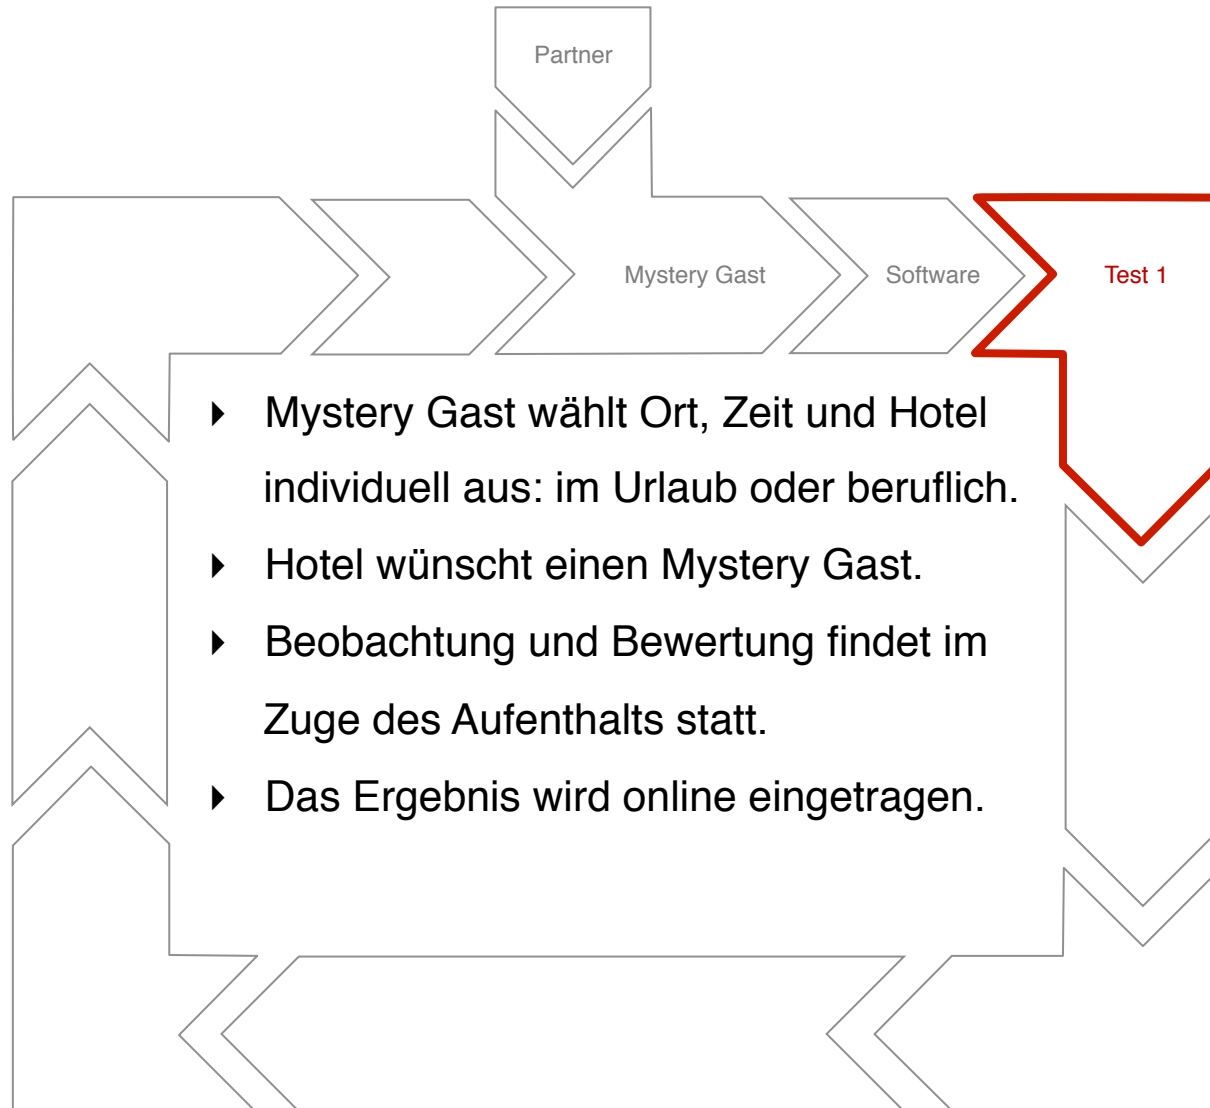 Partner
Mystery Gast
Software
Test 1
‣ Mystery Gast wählt Ort, Zeit und Hotel
individuell aus: im Urlaub oder beruflich.
‣ Hotel wünscht einen Mystery Gast.
‣ Beobachtung und Bewertung findet im
Zuge des Aufenthalts statt.
‣ Das Ergebnis wird online eingetragen.